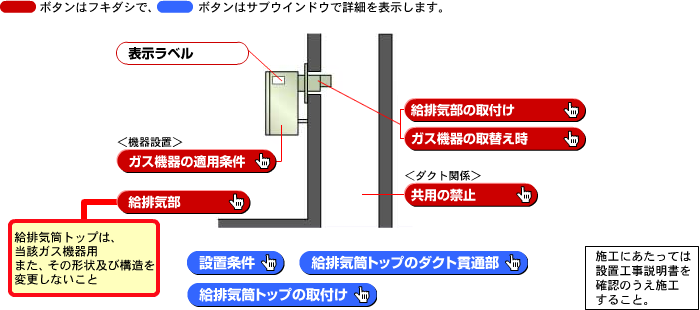 ボタンはフキダシで、 ボタンはサブウインドウで詳細を表示します。
表示ラベル
給排気部の取付け
ガス機器の取替え時
＜機器設置＞
ガス機器の適用条件
＜ダクト関係＞
共用の禁止
給排気部
給排気筒トップは、
当該ガス機器用
また、その形状及び構造を
変更しないこと
設置条件
給排気筒トップのダクト貫通部
給排気筒トップの取付け
施工にあたっては
設置工事説明書を
確認のうえ施工
すること。